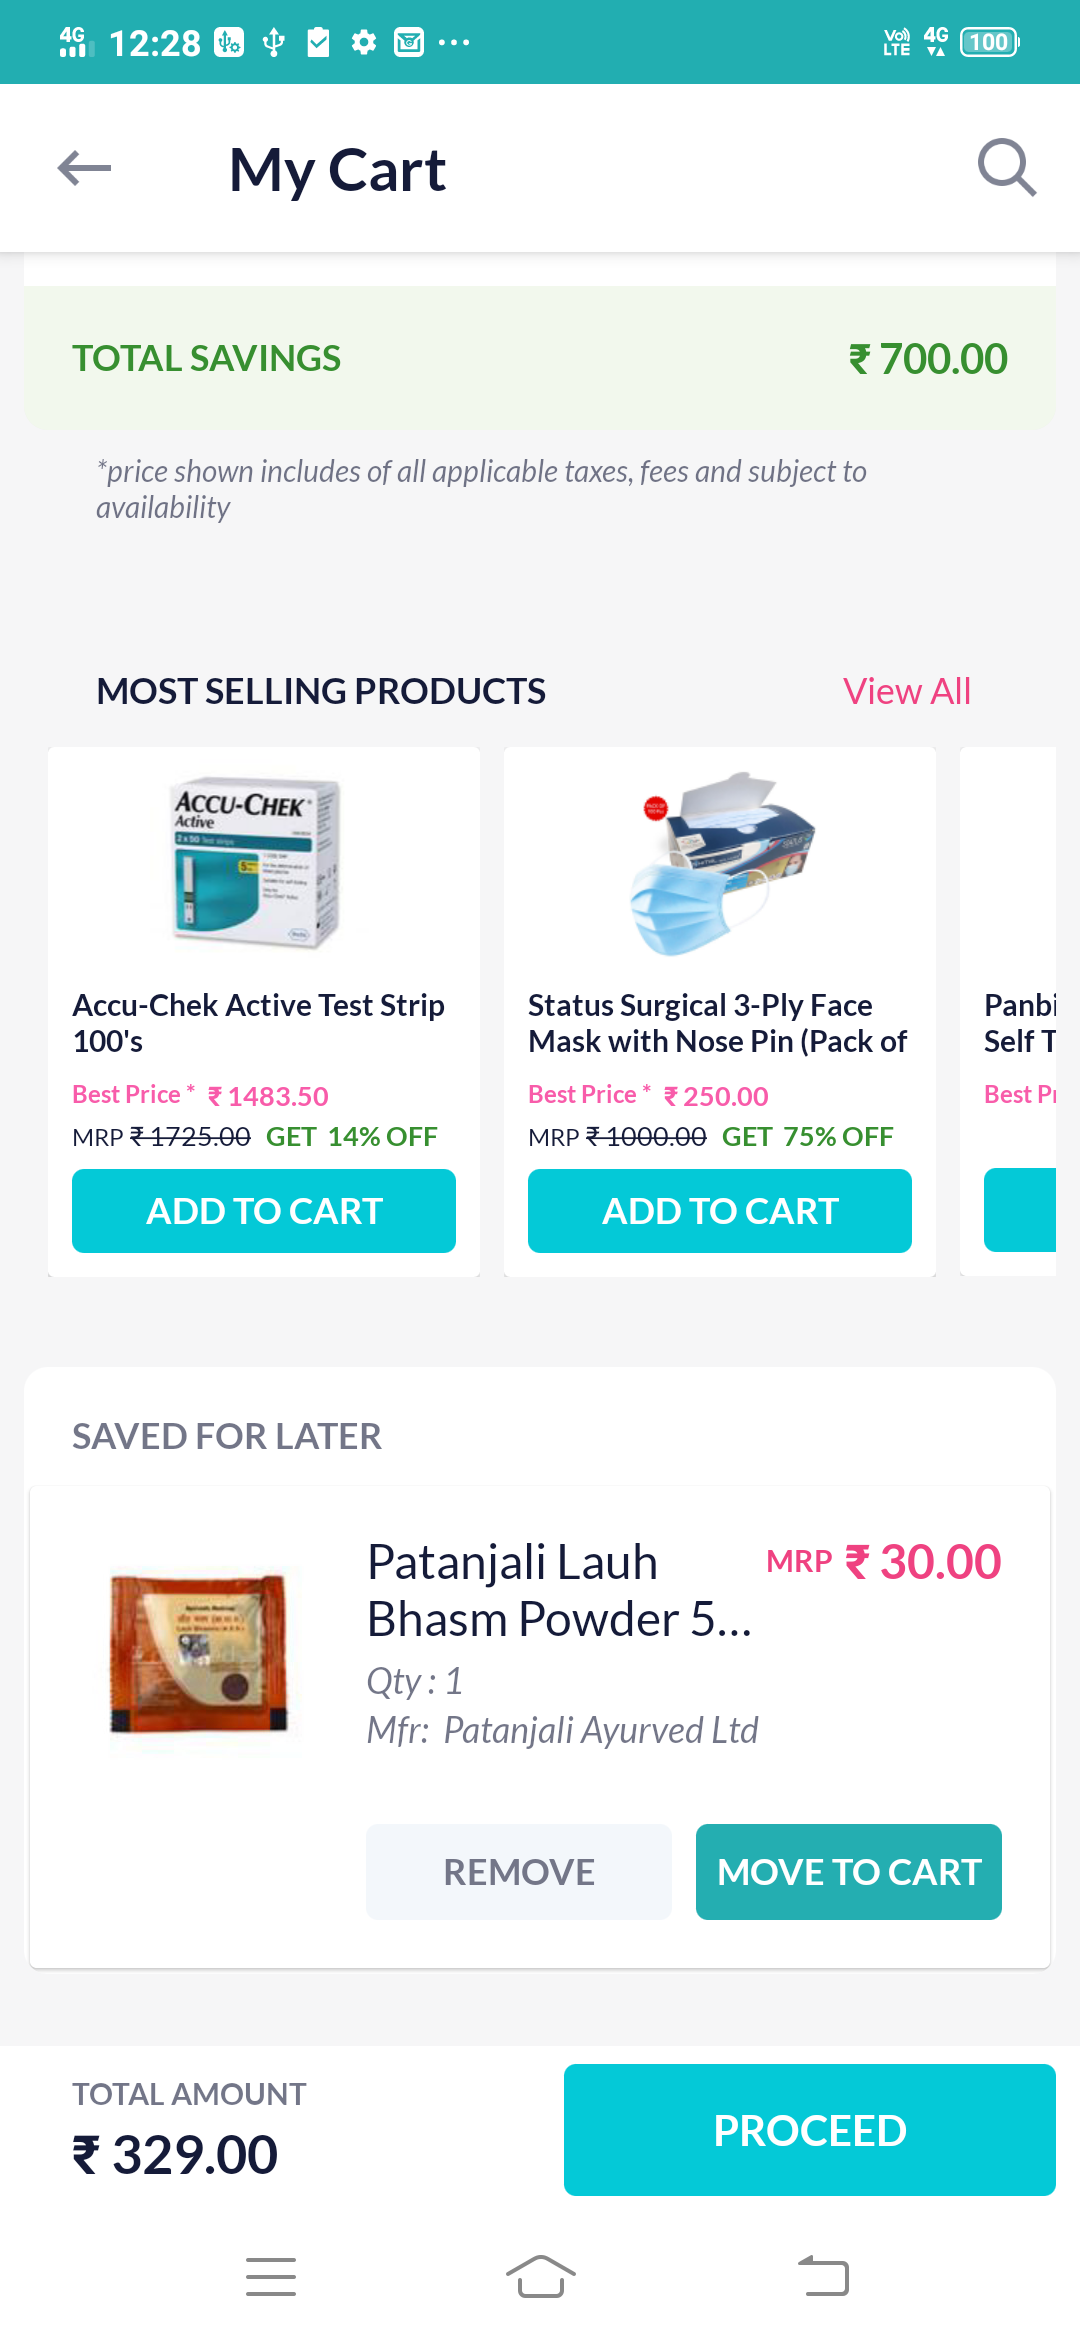 4G 12:28 VoLTE 4G 100
My Cart
TOTAL SAVINGS ₹ 700.00
*price shown includes of all applicable taxes, fees and subject to
availability
MOST SELLING PRODUCTS View All
ACCU-CHEK
Active
2 x 50 Test strips
Accu-Chek Active Test Strip
100's
Best Price * ₹ 1483.50
MRP ₹ 1725.00 GET 14% OFF
ADD TO CART
Status Surgical 3-Ply Face
Mask with Nose Pin (Pack of
Best Price * ₹ 250.00
MRP ₹ 1000.00 GET 75% OFF
ADD TO CART
Panbi
Self T
Best Pr
SAVED FOR LATER
Patanjali Lauh
Bhasm Powder 5...
MRP ₹ 30.00
Qty : 1
Mfr: Patanjali Ayurved Ltd
REMOVE MOVE TO CART
TOTAL AMOUNT
₹ 329.00
PROCEED